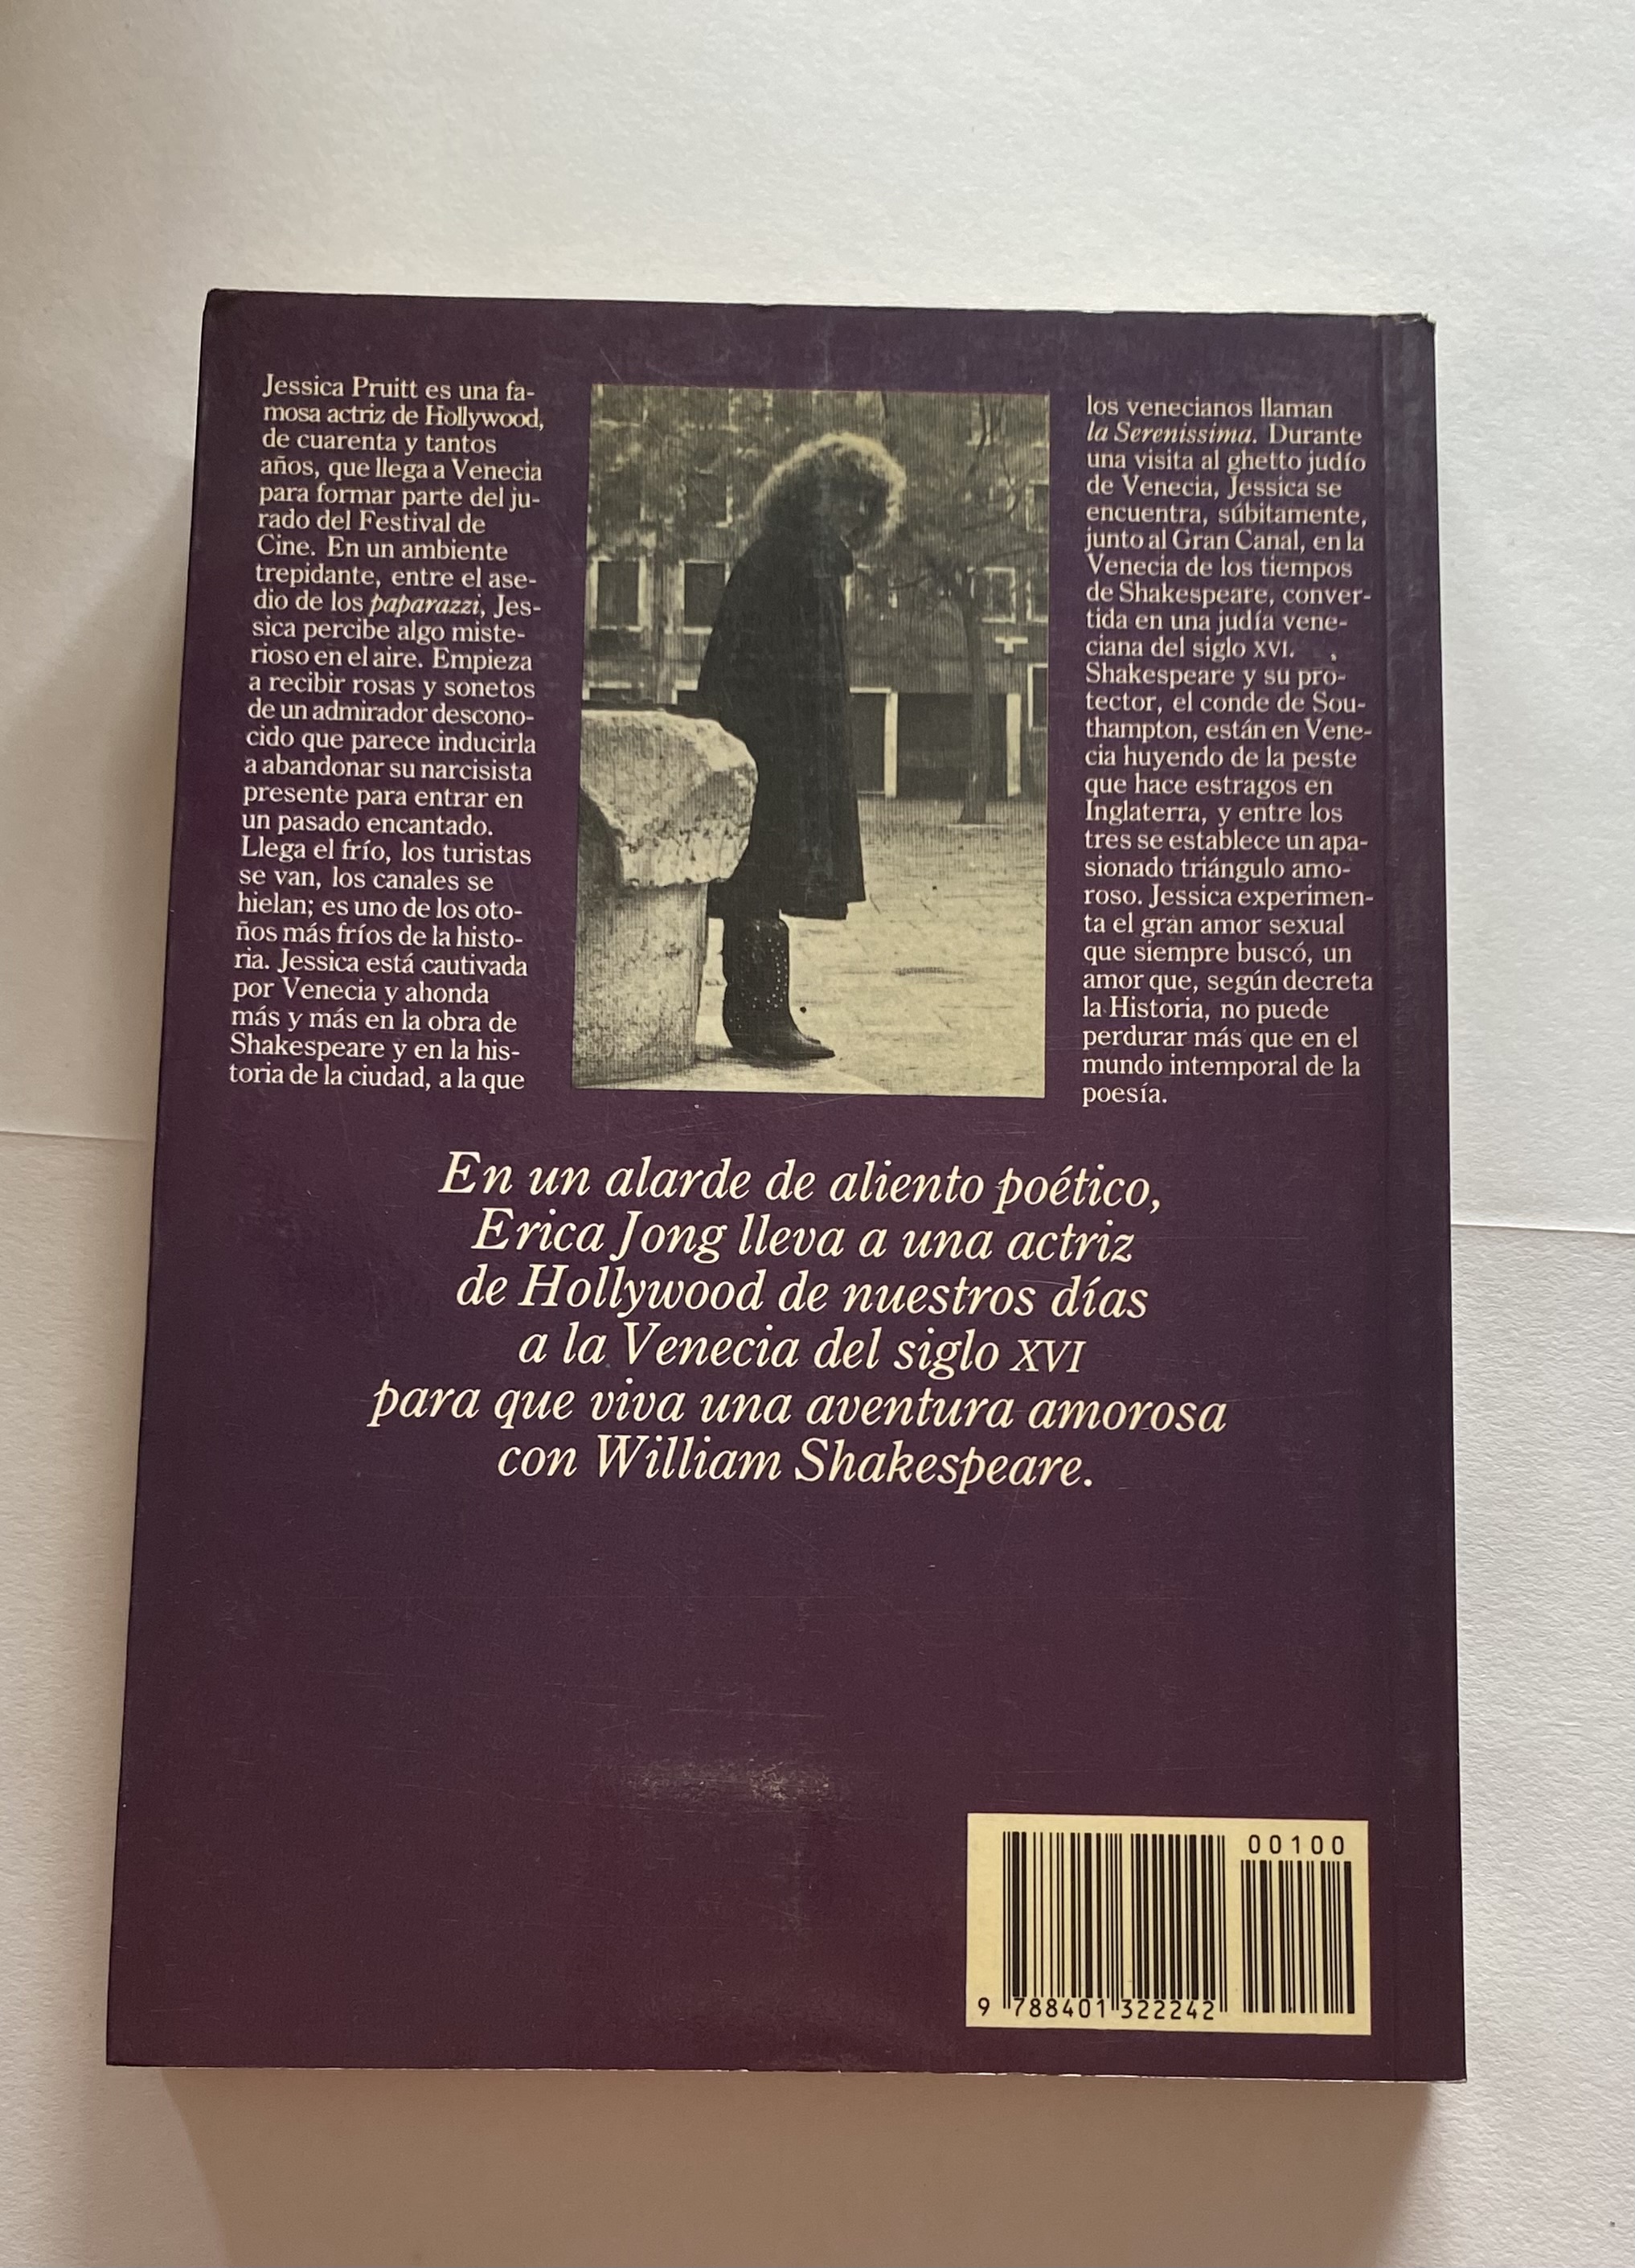 Jessica Pruitt es una fa-
mosa actriz de Hollywood,
de cuarenta y tantos
años, que llega a Venecia
para formar parte del ju-
rado del Festival de
Cine. En un ambiente
trepidante, entre el ase-
dio de los paparazzi, Jes-
sica percibe algo miste-
rioso en el aire. Empieza
a recibir rosas y sonetos
de un admirador descono-
cido que parece inducirla
a abandonar su narcisista
presente para entrar en
un pasado encantado.
Llega el frío, los turistas
se van, los canales se
hielan; es uno de los oto-
ños más fríos de la histo-
ria. Jessica está cautivada
por Venecia y ahonda
más y más en la obra de
Shakespeare y en la his-
toria de la ciudad, a la que
los venecianos llaman
la Serenissima. Durante
una visita al ghetto judío
de Venecia, Jessica se
encuentra, súbitamente,
junto al Gran Canal, en la
Venecia de los tiempos
de Shakespeare, conver-
tida en una judía vene-
ciana del siglo XVI.
Shakespeare y su pro-
tector, el conde de Sou-
thampton, están en Vene-
cia huyendo de la peste
que hace estragos en
Inglaterra, y entre los
tres se establece un apa-
sionado triángulo amo-
roso. Jessica experimen-
ta el gran amor sexual
que siempre buscó, un
amor que, según decreta
la Historia, no puede
perdurar más que en el
mundo intemporal de la
poesía.
En un alarde de aliento poético,
Erica Jong lleva a una actriz
de Hollywood de nuestros días
a la Venecia del siglo XVI
para que viva una aventura amorosa
con William Shakespeare.
00100
9 788401 322242